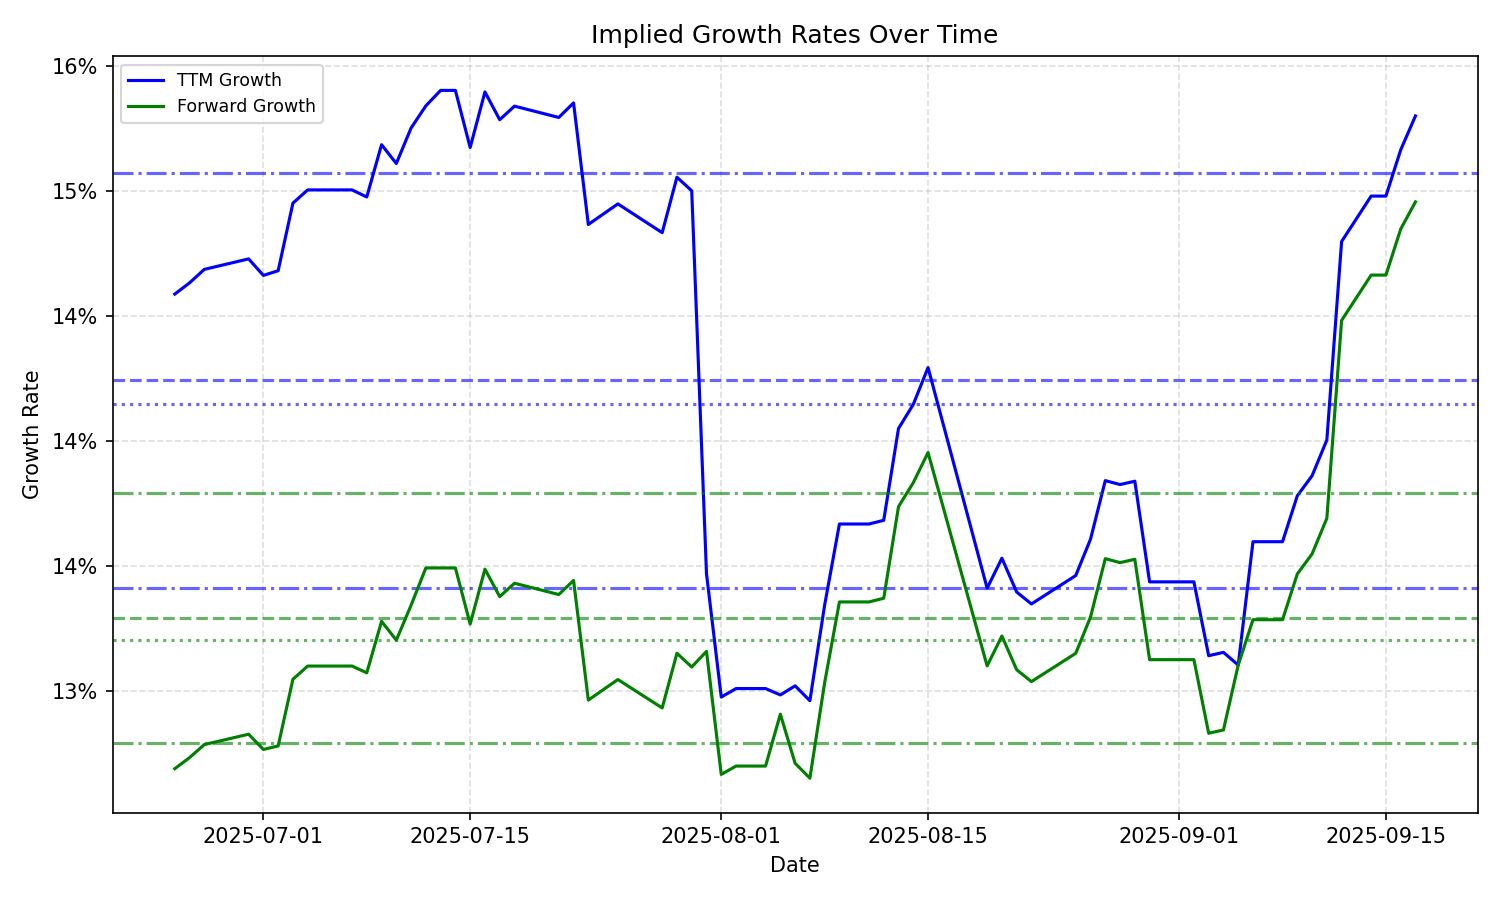 Implied Growth Rates Over Time
TTM Growth
Forward Growth
Growth Rate
16%
15%
14%
14%
14%
13%
2025-07-01
2025-07-15
2025-08-01
2025-08-15
2025-09-01
2025-09-15
Date